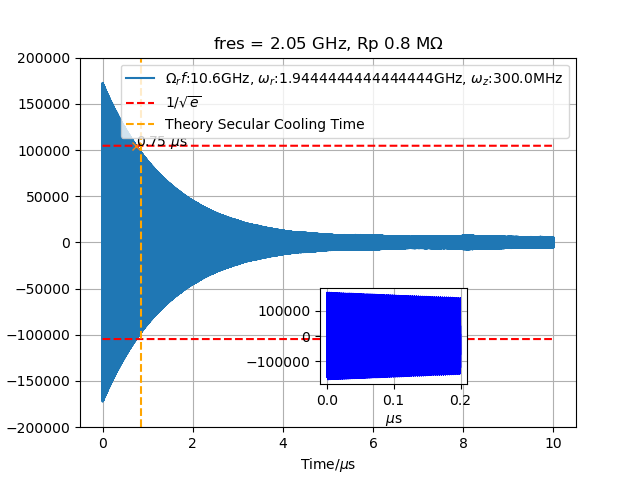 fres = 2.05 GHz, Rp 0.8 MΩ
200000
150000
100000
50000
0
−50000
−100000
−150000
−200000
Ω_r f:10.6GHz, ω_r:1.9444444444444444GHz, ω_z:300.0MHz
1/√e
Theory Secular Cooling Time
0.75 μs
100000
0
−100000
0.0 0.1 0.2
μs
0 2 4 6 8 10
Time/μs